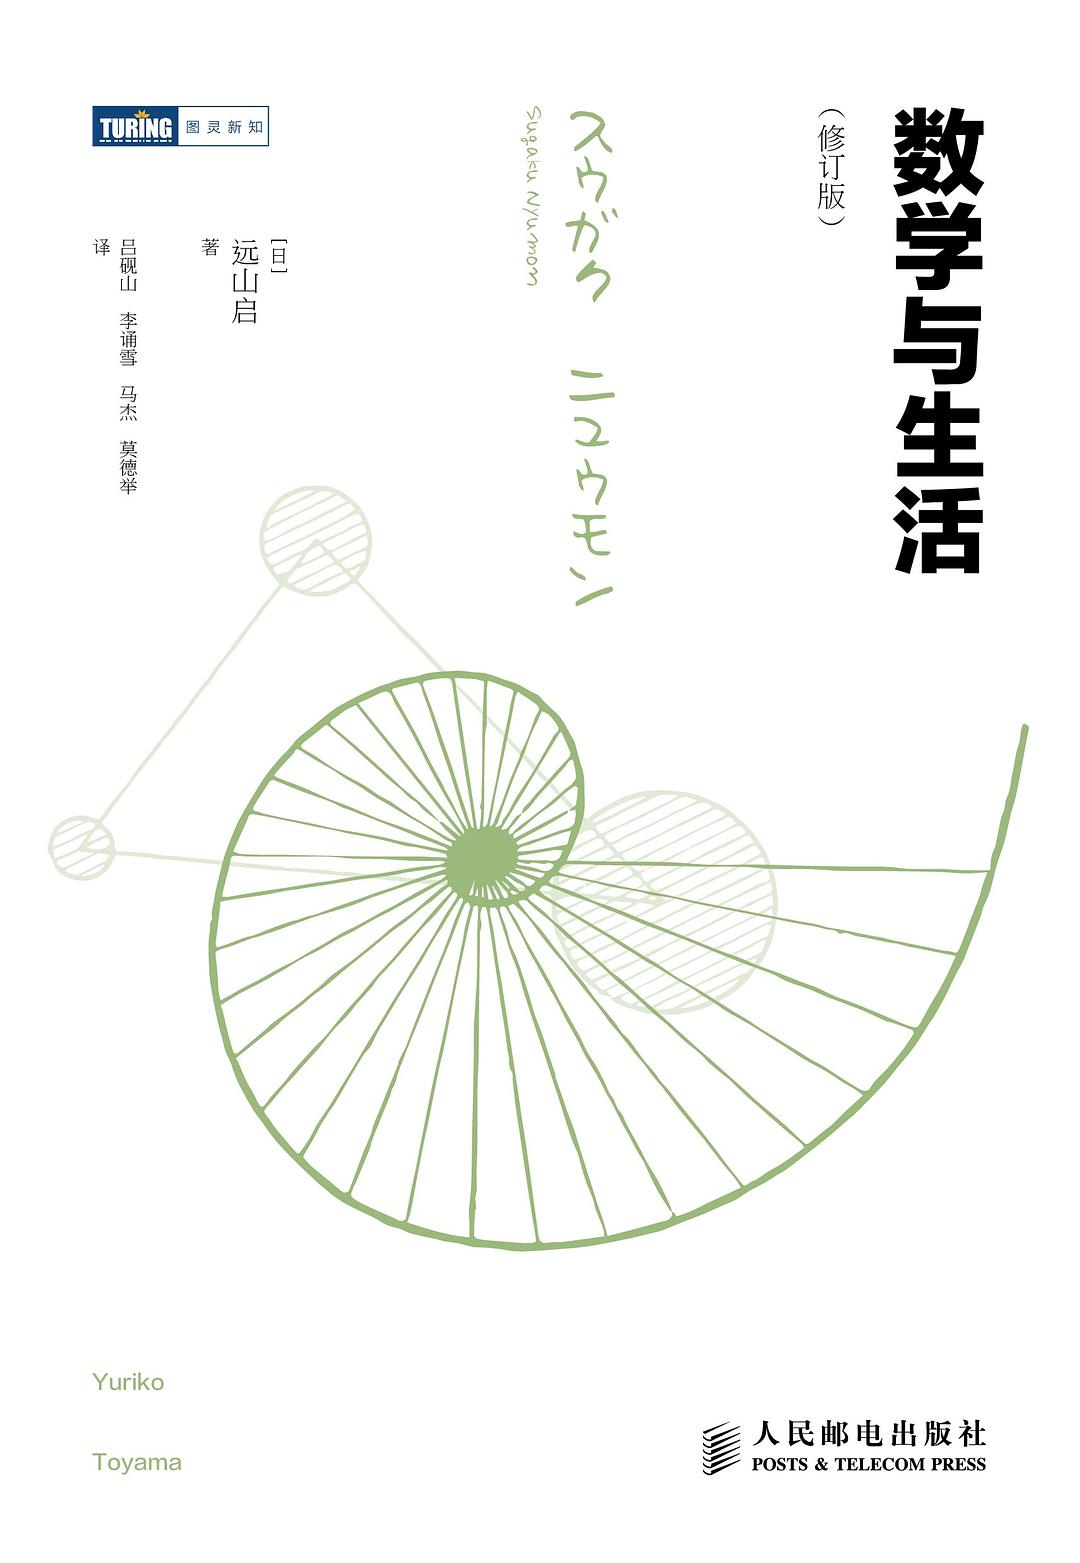 数学与生活
（修订版）
スウガク ニュウモン
Sugaku Nyumon
TURING
图灵新知
[日]
远山启
著
吕砚山 李诵雪 马杰 莫德举
译
Yuriko
Toyama
人民邮电出版社
POSTS & TELECOM PRESS